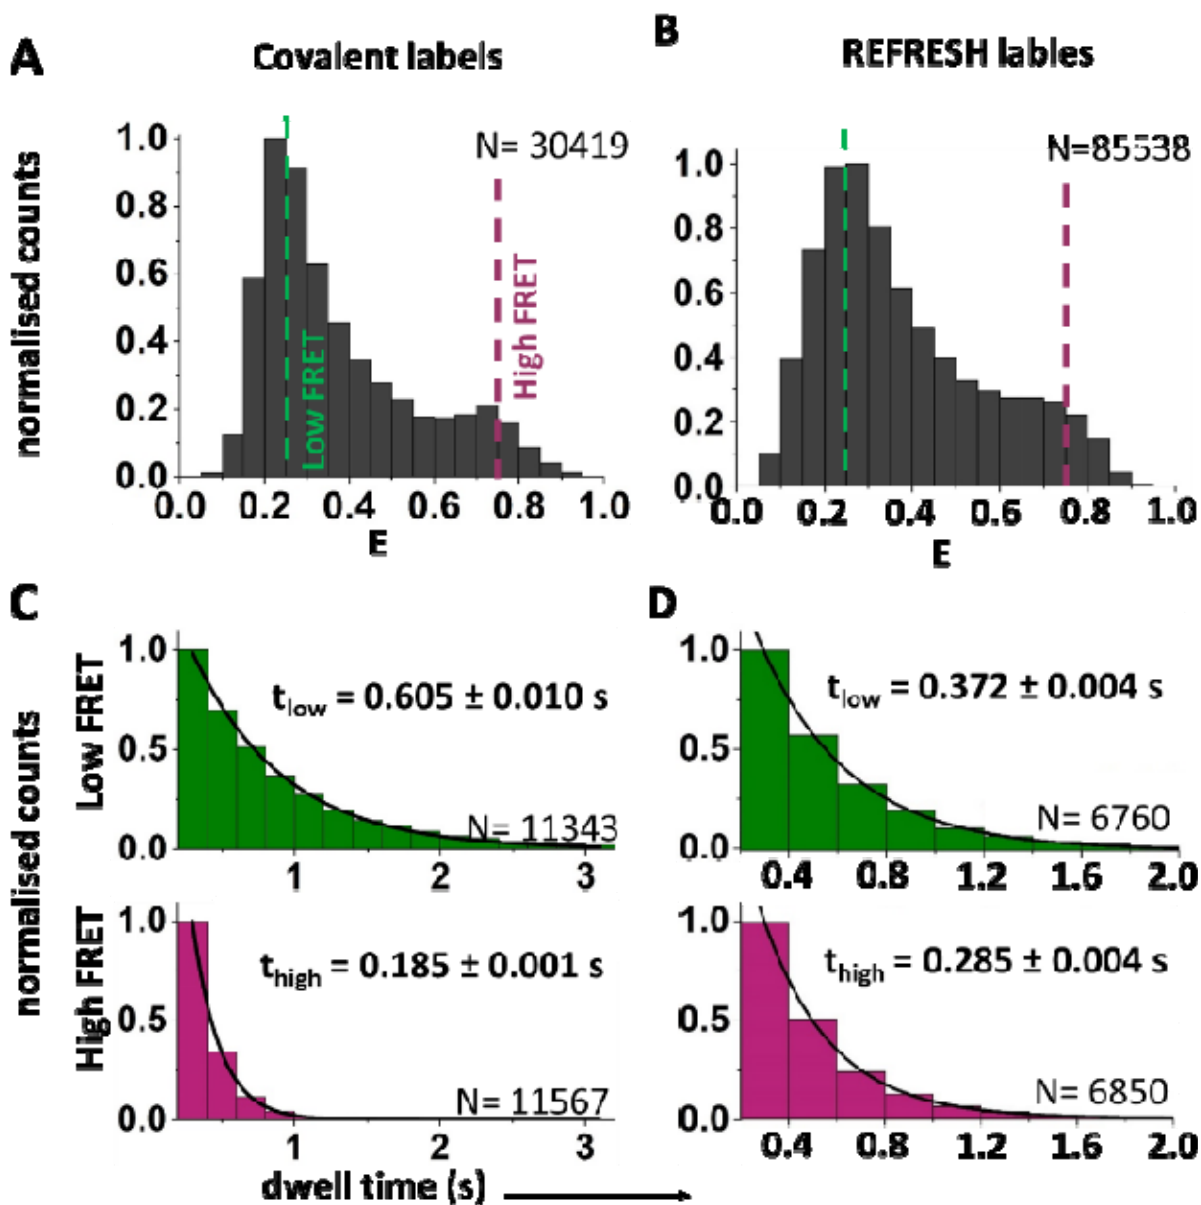 A
Covalent labels
B
REFRESH lables
normalised counts
1.0
0.8
0.6
0.4
0.2
0.0
N= 30419
Low FRET
High FRET
0.0 0.2 0.4 0.6 0.8 1.0
E
1.0
0.8
0.6
0.4
0.2
0.0
N=85538
0.0 0.2 0.4 0.6 0.8 1.0
E
C
normalised counts
Low FRET
1.0
0.5
0.0
t_low = 0.605 ± 0.010 s
N= 11343
1 2 3
D
1.0
0.5
0.0
t_low = 0.372 ± 0.004 s
N= 6760
0.4 0.8 1.2 1.6 2.0
High FRET
1.0
0.5
0.0
t_high = 0.185 ± 0.001 s
N= 11567
1 2 3
1.0
0.5
0.0
t_high = 0.285 ± 0.004 s
N= 6850
0.4 0.8 1.2 1.6 2.0
dwell time (s)